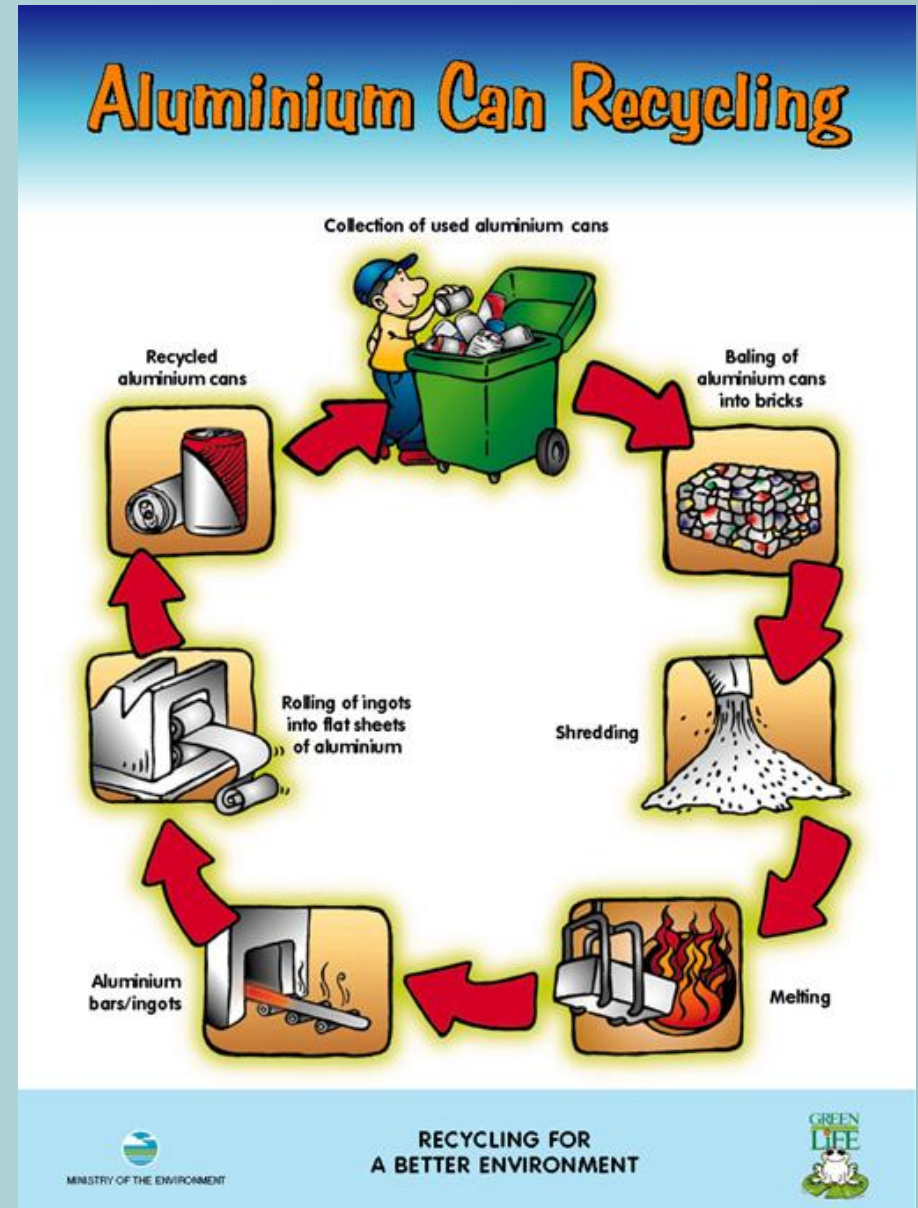 Aluminium Can Recycling
Collection of used aluminium cans
Recycled
aluminium cans
Baling of
aluminium cans
into bricks
Rolling of ingots
into flat sheets
of aluminium
Shredding
Aluminium
bars/ingots
Melting
MINISTRY OF THE ENVIRONMENT
RECYCLING FOR
A BETTER ENVIRONMENT
GREEN
LiFE